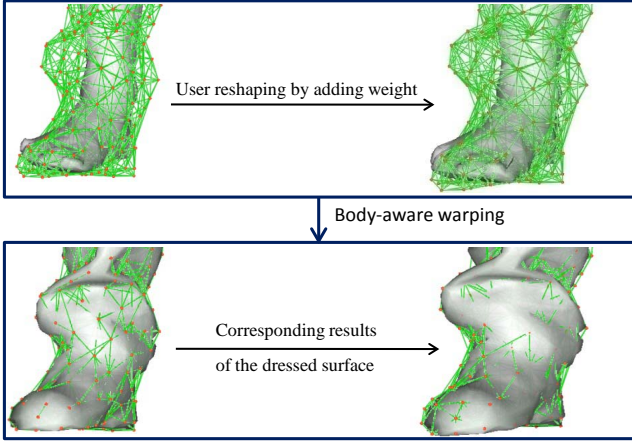 User reshaping by adding weight
Body-aware warping
Corresponding results
of the dressed surface